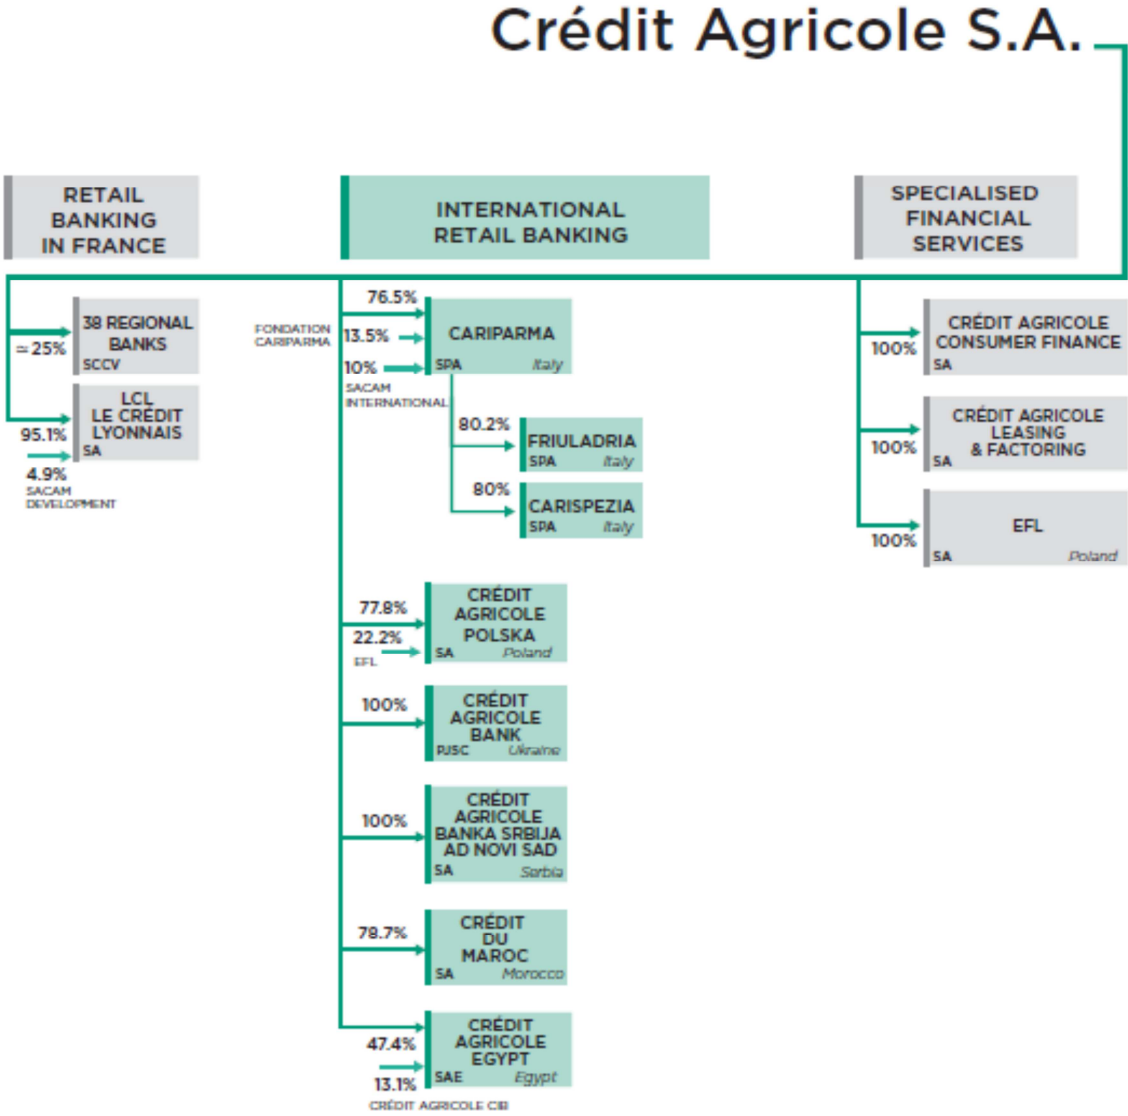 Crédit Agricole S.A.
RETAIL
BANKING
IN FRANCE
≃ 25%
38 REGIONAL
BANKS
SCCV
95.1%
LCL
LE CRÉDIT
LYONNAIS
SA
4.9%
SACAM
DEVELOPMENT
INTERNATIONAL
RETAIL BANKING
76.5%
FONDATION
CARIPARMA
13.5%
10%
SACAM
INTERNATIONAL
CARIPARMA
SPA Italy
80.2%
FRIULADRIA
SPA Italy
80%
CARISPEZIA
SPA Italy
77.8%
22.2%
EFL
CRÉDIT
AGRICOLE
POLSKA
SA Poland
100%
CRÉDIT
AGRICOLE
BANK
PJSC Ukraine
100%
CRÉDIT
AGRICOLE
BANKA SRBIJA
AD NOVI SAD
SA Serbia
78.7%
CRÉDIT
DU
MAROC
SA Morocco
47.4%
13.1%
CRÉDIT AGRICOLE CIB
CRÉDIT
AGRICOLE
EGYPT
SAE Egypt
SPECIALISED
FINANCIAL
SERVICES
100%
CRÉDIT AGRICOLE
CONSUMER FINANCE
SA
100%
CRÉDIT AGRICOLE
LEASING
& FACTORING
SA
100%
EFL
SA Poland